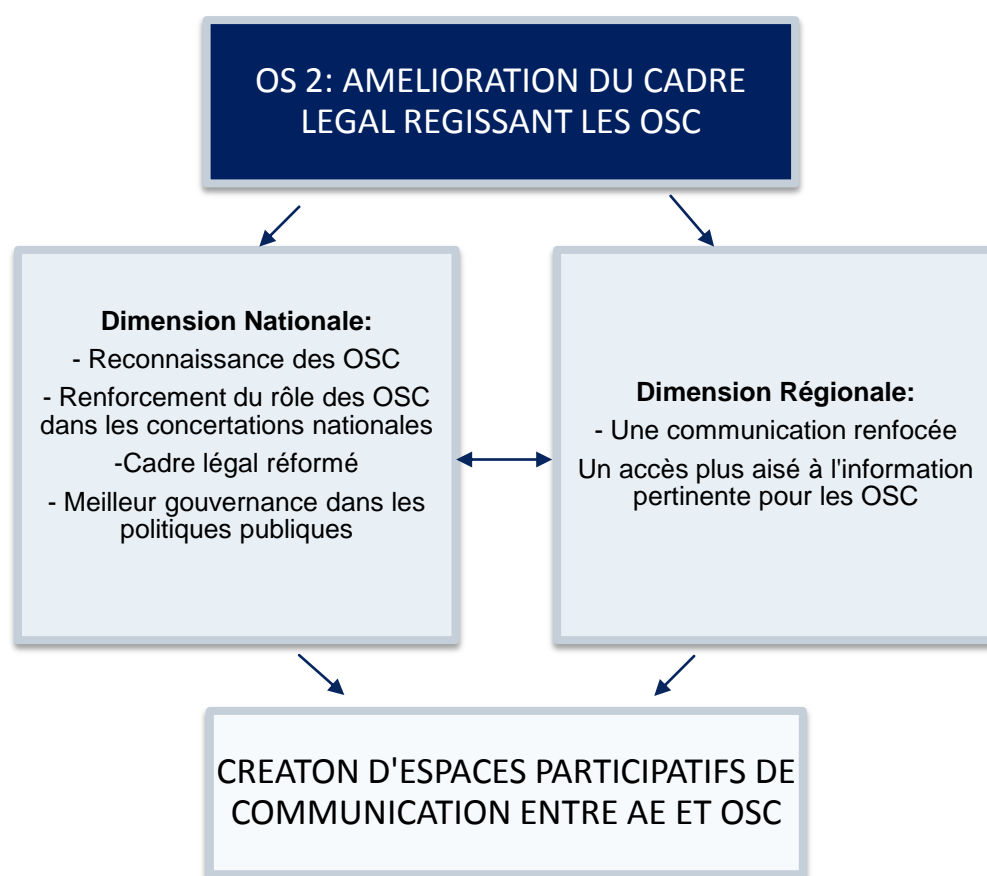 OS 2: AMELIORATION DU CADRE
LEGAL REGISSANT LES OSC
Dimension Nationale:
- Reconnaissance des OSC
- Renforcement du rôle des OSC
dans les concertations nationales
-Cadre légal réformé
- Meilleur gouvernance dans les
politiques publiques
Dimension Régionale:
- Une communication renfocée
Un accès plus aisé à l'information
pertinente pour les OSC
CREATON D'ESPACES PARTICIPATIFS DE
COMMUNICATION ENTRE AE ET OSC